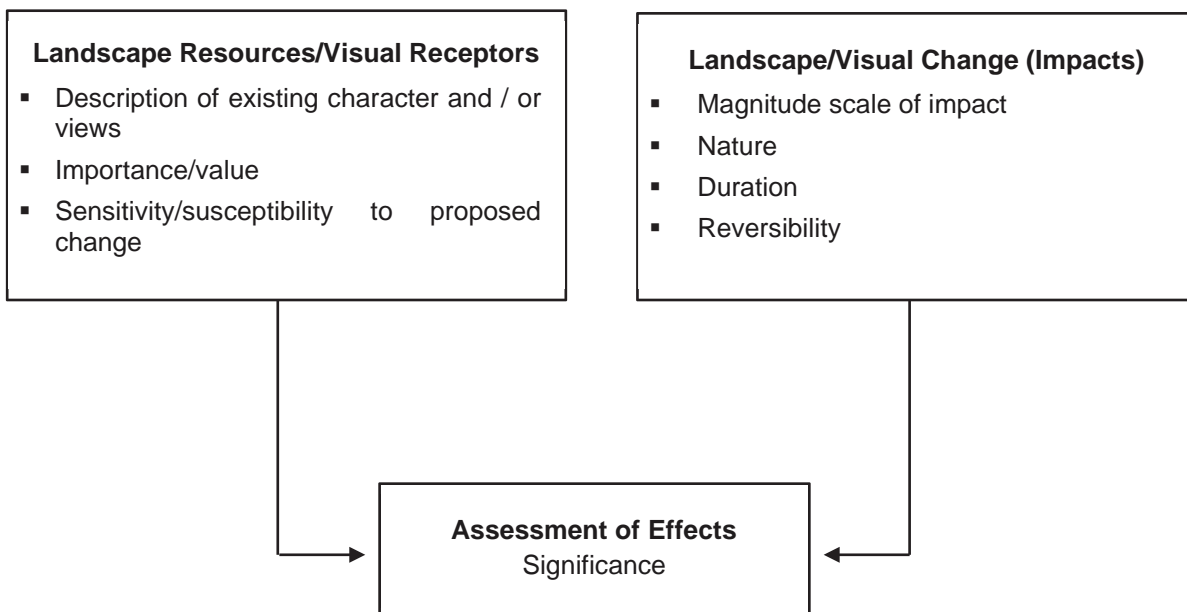 Landscape Resources/Visual Receptors
▪ Description of existing character and / or
views
▪ Importance/value
▪ Sensitivity/susceptibility to proposed
change
Landscape/Visual Change (Impacts)
▪ Magnitude scale of impact
▪ Nature
▪ Duration
▪ Reversibility
Assessment of Effects
Significance